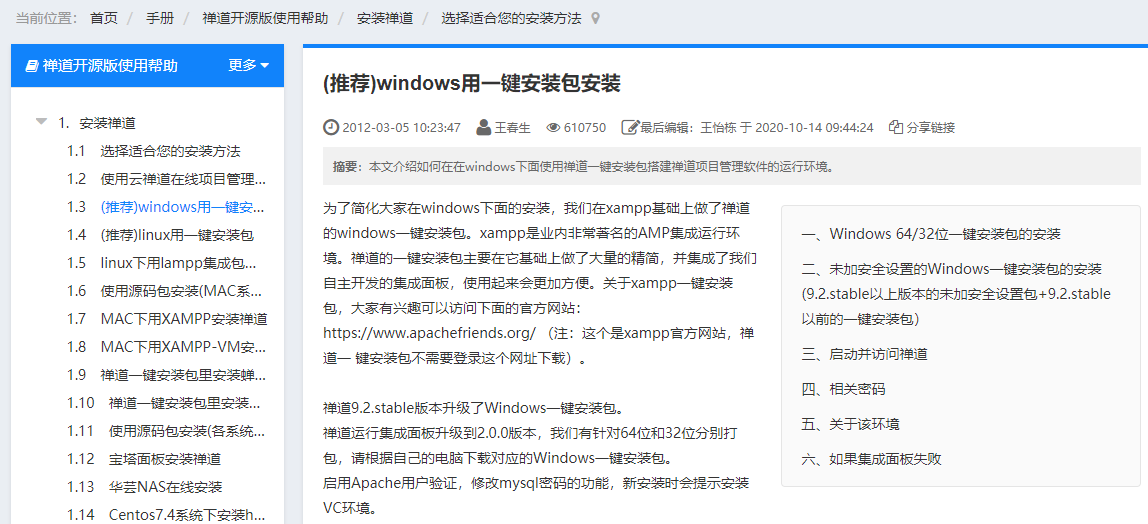 当前位置： 首页 / 手册 / 禅道开源版使用帮助 / 安装禅道 / 选择适合您的安装方法
禅道开源版使用帮助 更多
1. 安装禅道
1.1 选择适合您的安装方法
1.2 使用云禅道在线项目管理...
1.3 (推荐)windows用一键安...
1.4 (推荐)linux用一键安装包
1.5 linux下用lampp集成包...
1.6 使用源码包安装(MAC系...
1.7 MAC下用XAMPP安装禅道
1.8 MAC下用XAMPP-VM安...
1.9 禅道一键安装包里安装蝉...
1.10 禅道一键安装包里安装...
1.11 使用源码包安装(各系统...
1.12 宝塔面板安装禅道
1.13 华芸NAS在线安装
1.14 Centos7.4系统下安装h...
(推荐)windows用一键安装包安装
2012-03-05 10:23:47 王春生 610750 最后编辑：王怡栋 于 2020-10-14 09:44:24 分享链接
摘要：本文介绍如何在在windows下面使用禅道一键安装包搭建禅道项目管理软件的运行环境。
为了简化大家在windows下面的安装，我们在xampp基础上做了禅道
的windows一键安装包。xampp是业内非常著名的AMP集成运行环
境。禅道的一键安装包主要在它基础上做了大量的精简，并集成了我们
自主开发的集成面板，使用起来会更加方便。关于xampp一键安装
包，大家有兴趣可以访问下面的官方网站：
https://www.apachefriends.org/ （注：这个是xampp官方网站，禅
道一 键安装包不需要登录这个网址下载）。
禅道9.2.stable版本升级了Windows一键安装包。
禅道运行集成面板升级到2.0.0版本，我们有针对64位和32位分别打
包，请根据自己的电脑下载对应的Windows一键安装包。
启用Apache用户验证，修改mysql密码的功能，新安装时会提示安装
VC环境。
一、Windows 64/32位一键安装包的安装
二、未加安全设置的Windows一键安装包的安装
(9.2.stable以上版本的未加安全设置包+9.2.stable
以前的一键安装包）
三、启动并访问禅道
四、相关密码
五、关于该环境
六、如果集成面板失败